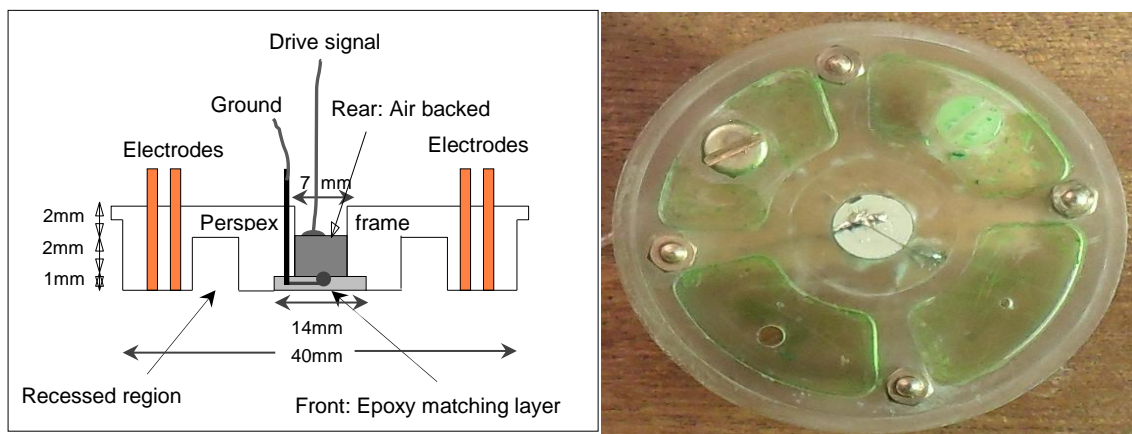 Drive signal
Ground
Rear: Air backed
Electrodes
Electrodes
7 mm
2mm
Perspex
frame
2mm
1mm
14mm
40mm
Recessed region
Front: Epoxy matching layer